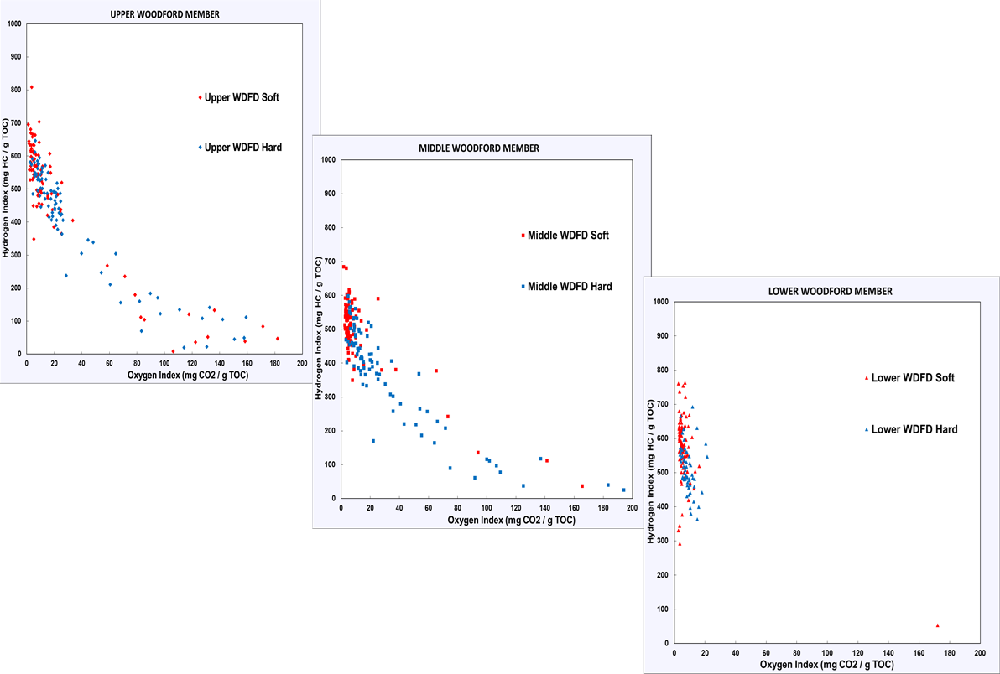 UPPER WOODFORD MEMBER
1000
900
800
700
600
500
400
300
200
100
0
Hydrogen Index (mg HC / g TOC)
Upper WDFD Soft
Upper WDFD Hard
0 20 40 60 80 100 120 140 160 180 200
Oxygen Index (mg CO2 / g TOC)
MIDDLE WOODFORD MEMBER
1000
900
800
700
600
500
400
300
200
100
0
Hydrogen Index (mg HC / g TOC)
Middle WDFD Soft
Middle WDFD Hard
0 20 40 60 80 100 120 140 160 180 200
Oxygen Index (mg CO2 / g TOC)
LOWER WOODFORD MEMBER
1000
900
800
700
600
500
400
300
200
100
0
Hydrogen Index (mg HC / g TOC)
Lower WDFD Soft
Lower WDFD Hard
0 20 40 60 80 100 120 140 160 180 200
Oxygen Index (mg CO2 / g TOC)